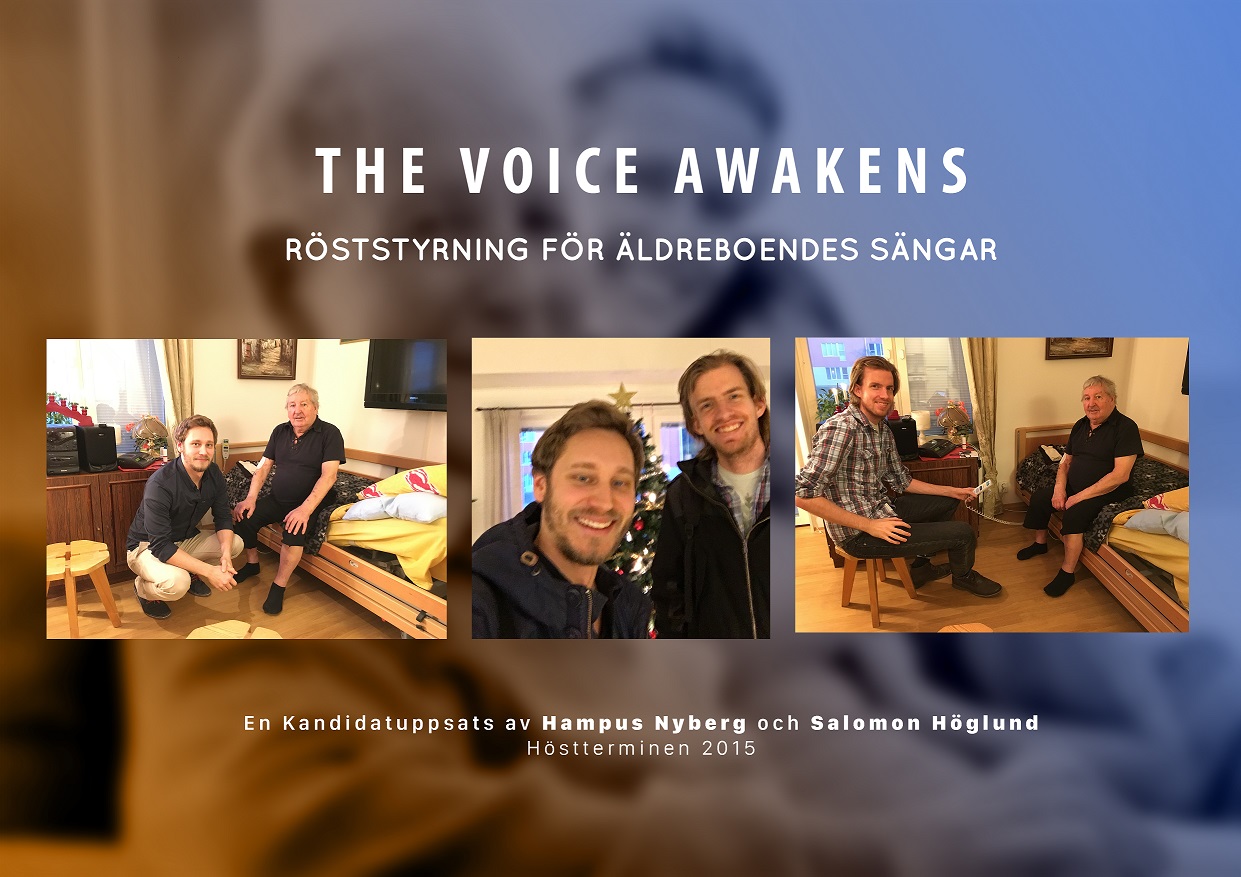 THE VOICE AWAKENS
RÖSTSTYRNING FÖR ÄLDREBOENDES SÄNGAR
En Kandidatuppsats av Hampus Nyberg och Salomon Höglund
Höstterminen 2015